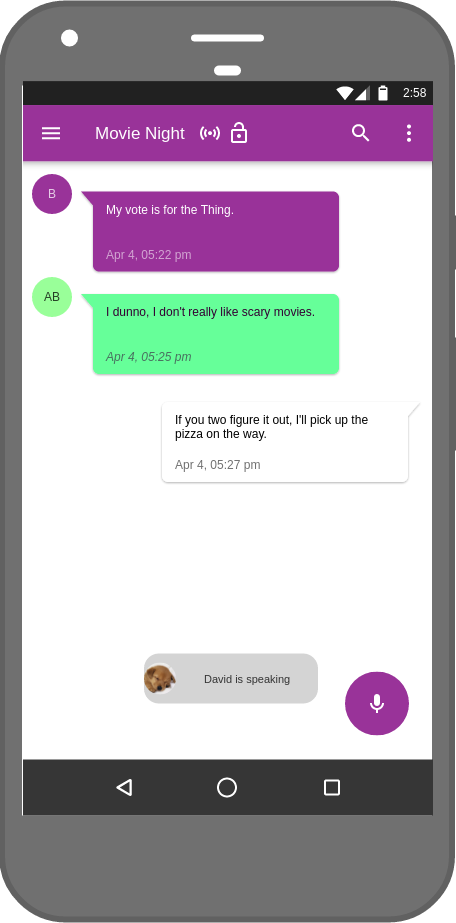 2:58
Movie Night
B
My vote is for the Thing.
Apr 4, 05:22 pm
AB
I dunno, I don't really like scary movies.
Apr 4, 05:25 pm
If you two figure it out, I'll pick up the
pizza on the way.
Apr 4, 05:27 pm
David is speaking